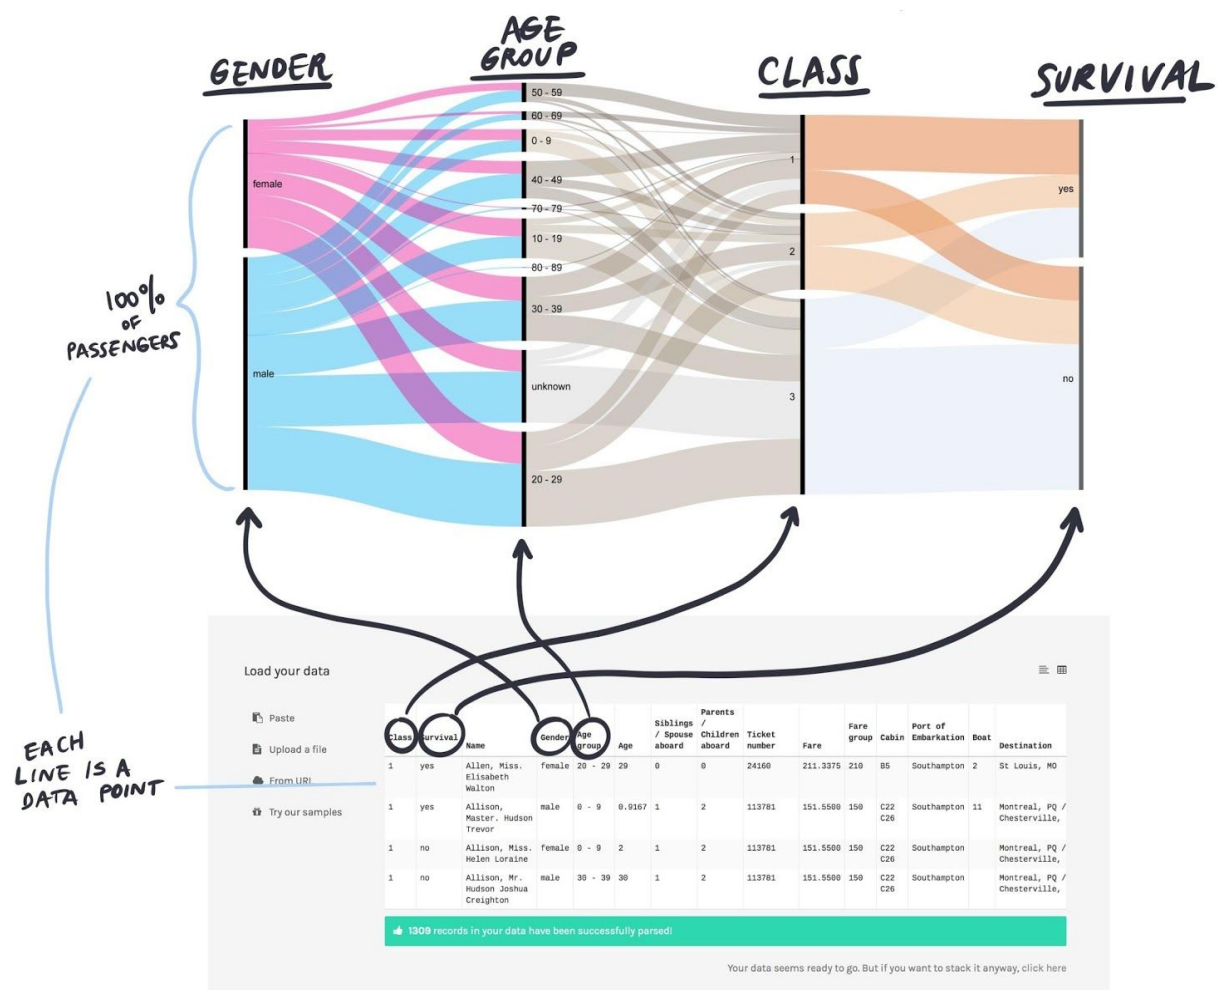 GENDER
AGE
GROUP
CLASS
SURVIVAL
female
male
50 - 59
60 - 69
0 - 9
40 - 49
70 - 79
10 - 19
80 - 89
30 - 39
unknown
20 - 29
1
2
3
yes
no
100%
OF
PASSENGERS
EACH
LINE IS A
DATA POINT
Load your data
Paste
Upload a file
From URL
Try our samples
Class Survival Name Gender Age group Age Siblings / Spouse aboard Parents / Children aboard Ticket number Fare Fare group Cabin Port of Embarkation Boat Destination
1 yes Allen, Miss. Elisabeth Walton female 20 - 29 29 0 0 24160 211.3375 210 B5 Southampton 2 St Louis, MO
1 yes Allison, Master. Hudson Trevor male 0 - 9 0.9167 1 2 113781 151.5500 150 C22 C26 Southampton 11 Montreal, PQ / Chesterville,
1 no Allison, Miss. Helen Loraine female 0 - 9 2 1 2 113781 151.5500 150 C22 C26 Southampton Montreal, PQ / Chesterville,
1 no Allison, Mr. Hudson Joshua Creighton male 30 - 39 30 1 2 113781 151.5500 150 C22 C26 Southampton Montreal, PQ / Chesterville,
1309 records in your data have been successfully parsed!
Your data seems ready to go. But if you want to stack it anyway, click here